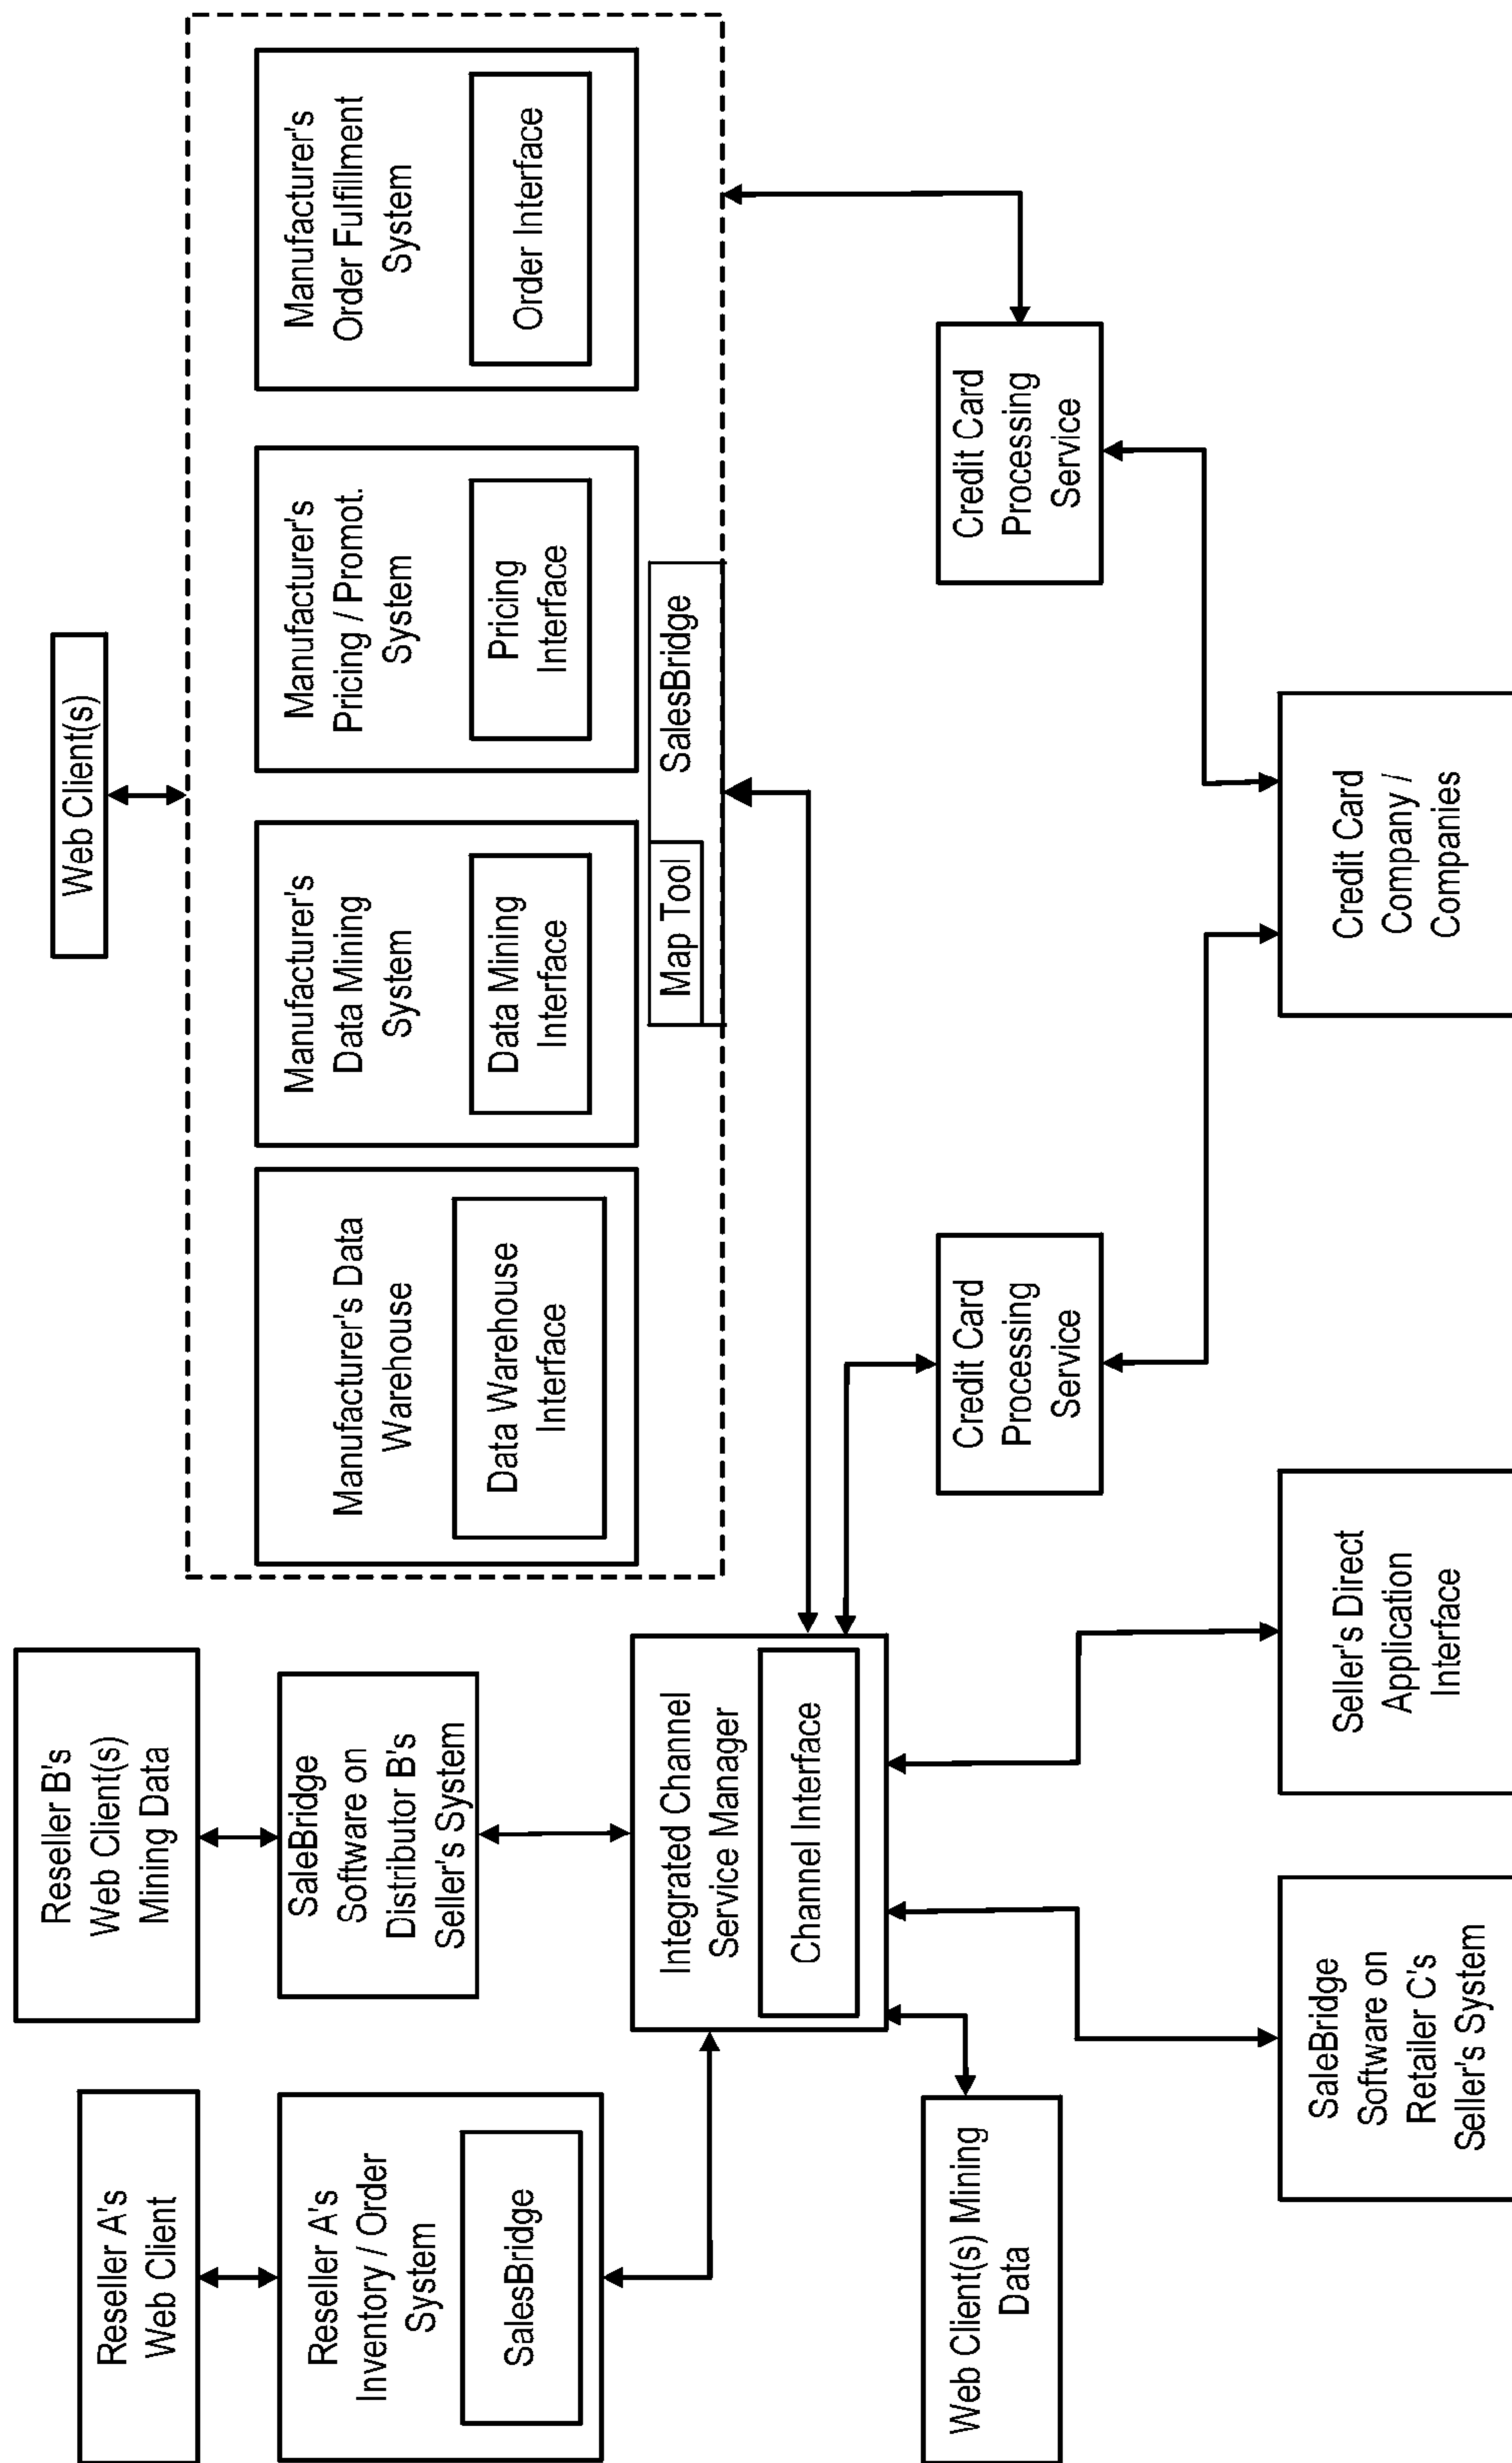 Reseller A's
Web Client
Reseller B's
Web Client(s)
Mining Data
Web Client(s)
Reseller A's
Inventory / Order
System
SalesBridge
SaleBridge
Software on
Distributor B's
Seller's System
Manufacturer's Data
Warehouse
Data Warehouse
Interface
Manufacturer's
Data Mining
System
Data Mining
Interface
Manufacturer's
Pricing / Promot.
System
Pricing
Interface
Manufacturer's
Order Fulfillment
System
Order Interface
Map Tool
SalesBridge
Integrated Channel
Service Manager
Channel Interface
Web Client(s) Mining
Data
Credit Card
Processing
Service
Credit Card
Processing
Service
SaleBridge
Software on
Retailer C's
Seller's System
Seller's Direct
Application
Interface
Credit Card
Company /
Companies